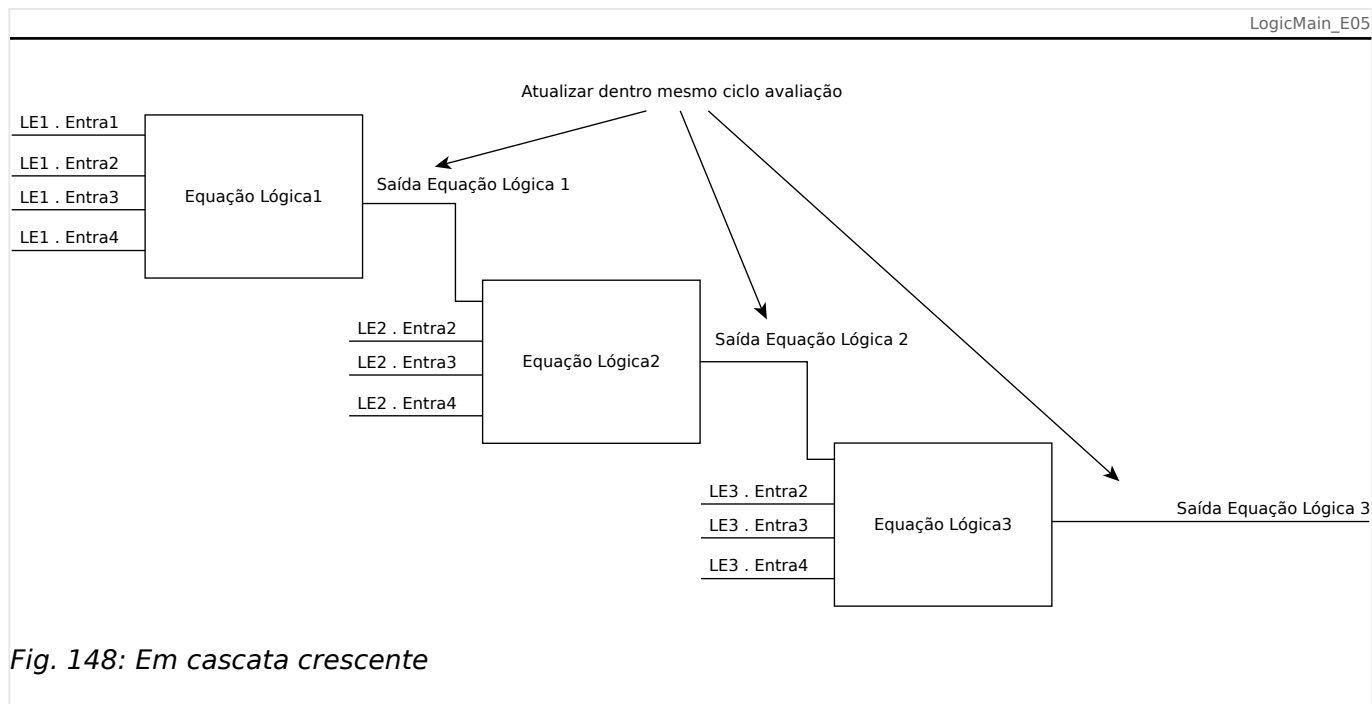 LogicMain_E05
Atualizar dentro mesmo ciclo avaliação
LE1 . Entra1
LE1 . Entra2
LE1 . Entra3
LE1 . Entra4
Equação Lógica1
Saída Equação Lógica 1
LE2 . Entra2
LE2 . Entra3
LE2 . Entra4
Equação Lógica2
Saída Equação Lógica 2
LE3 . Entra2
LE3 . Entra3
LE3 . Entra4
Equação Lógica3
Saída Equação Lógica 3
Fig. 148: Em cascata crescente